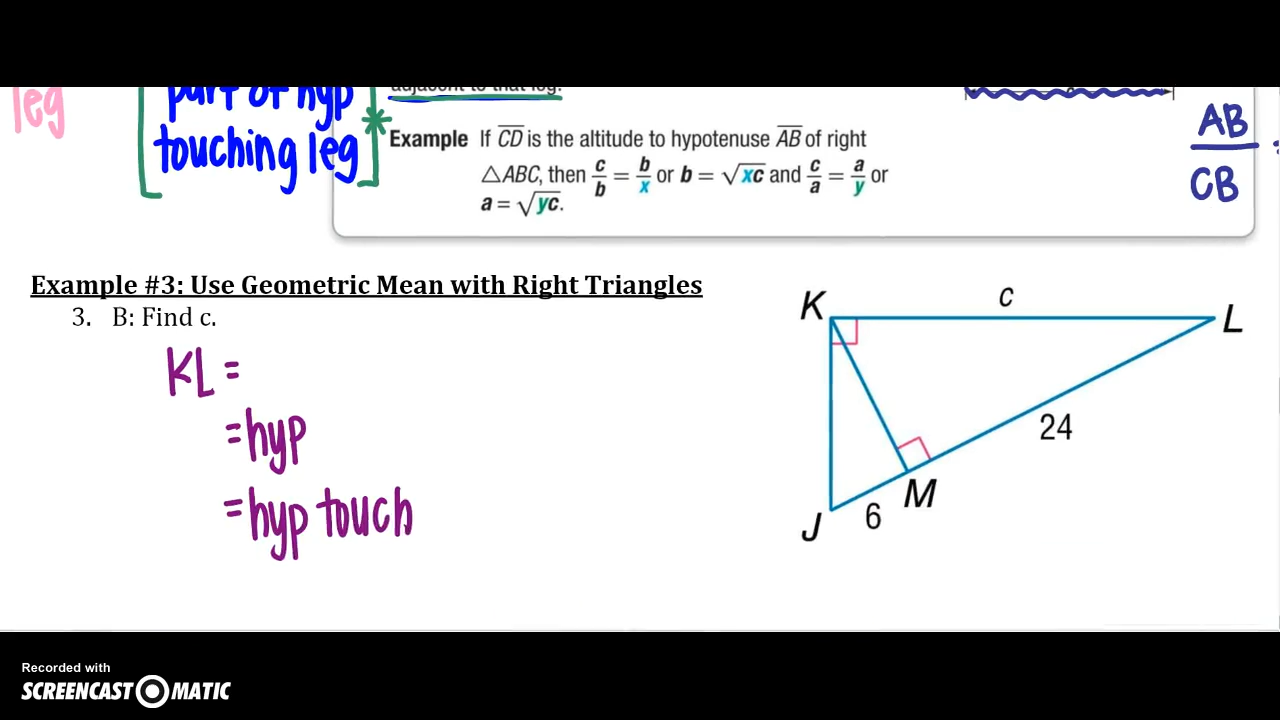 leg
part of hyp
touching leg
*
adjacent to that leg.
Example If CD is the altitude to hypotenuse AB of right
△ABC, then c/b = b/x or b = √xc and c/a = a/y or
a = √yc.
AB
CB
=
Example #3: Use Geometric Mean with Right Triangles
3. B: Find c.
KL =
= hyp
= hyp touch
K
c
L
24
M
J
6
Recorded with
SCREENCAST O MATIC